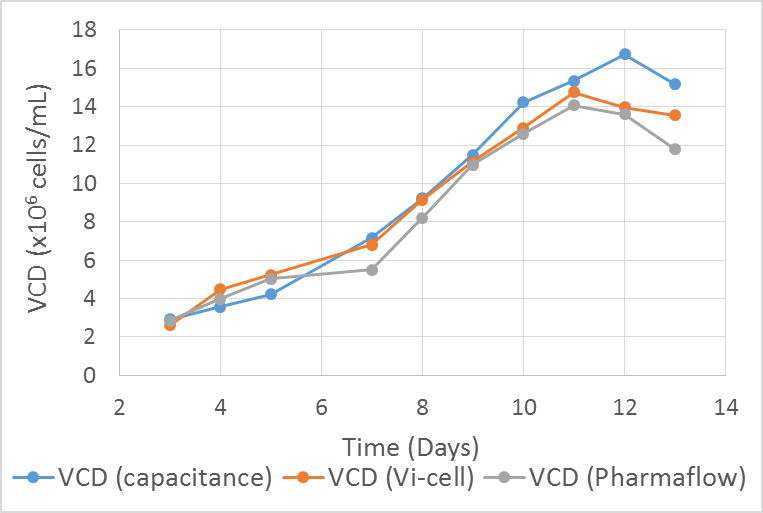 18
16
14
12
10
8
6
4
2
0
VCD (x10⁶ cells/mL)
2 4 6 8 10 12 14
Time (Days)
VCD (capacitance) VCD (Vi-cell) VCD (Pharmaflow)